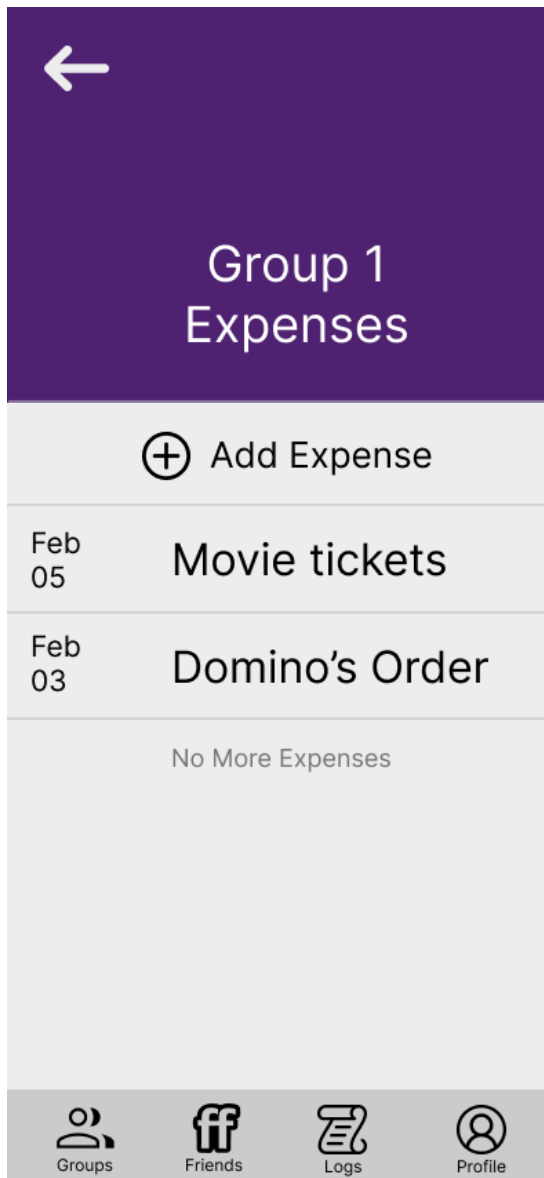 Group 1
Expenses
Add Expense
Feb
05
Movie tickets
Feb
03
Domino’s Order
No More Expenses
ff
Groups
Friends
Logs
Profile